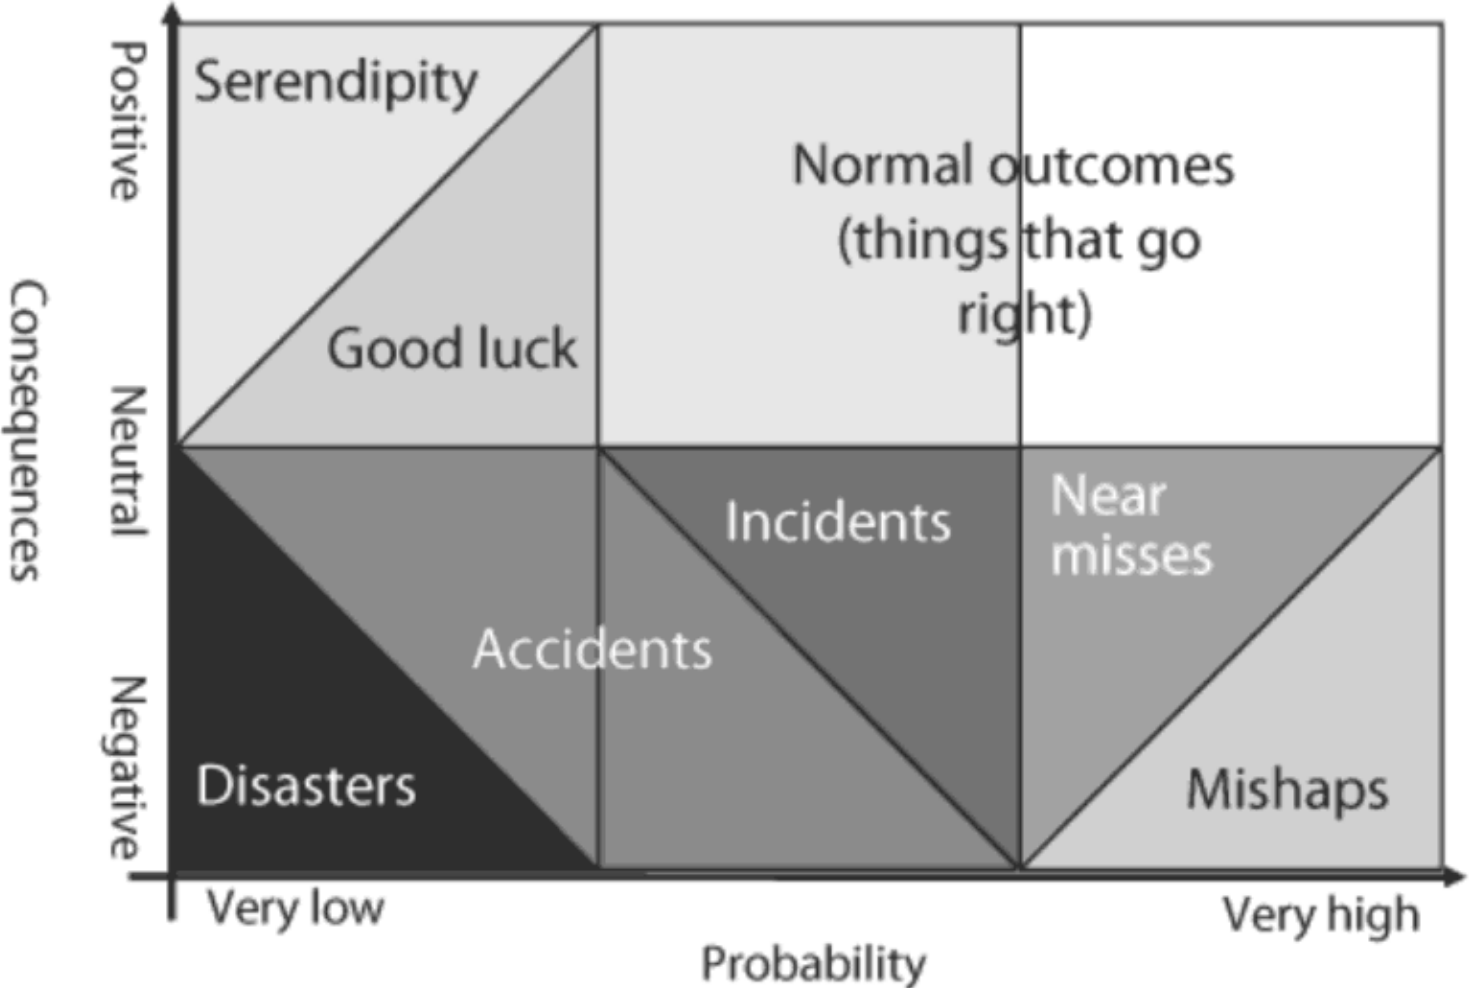 Positive
Neutral
Negative
Consequences
Serendipity
Good luck
Normal outcomes
(things that go
right)
Incidents
Near
misses
Accidents
Disasters
Mishaps
Very low
Very high
Probability